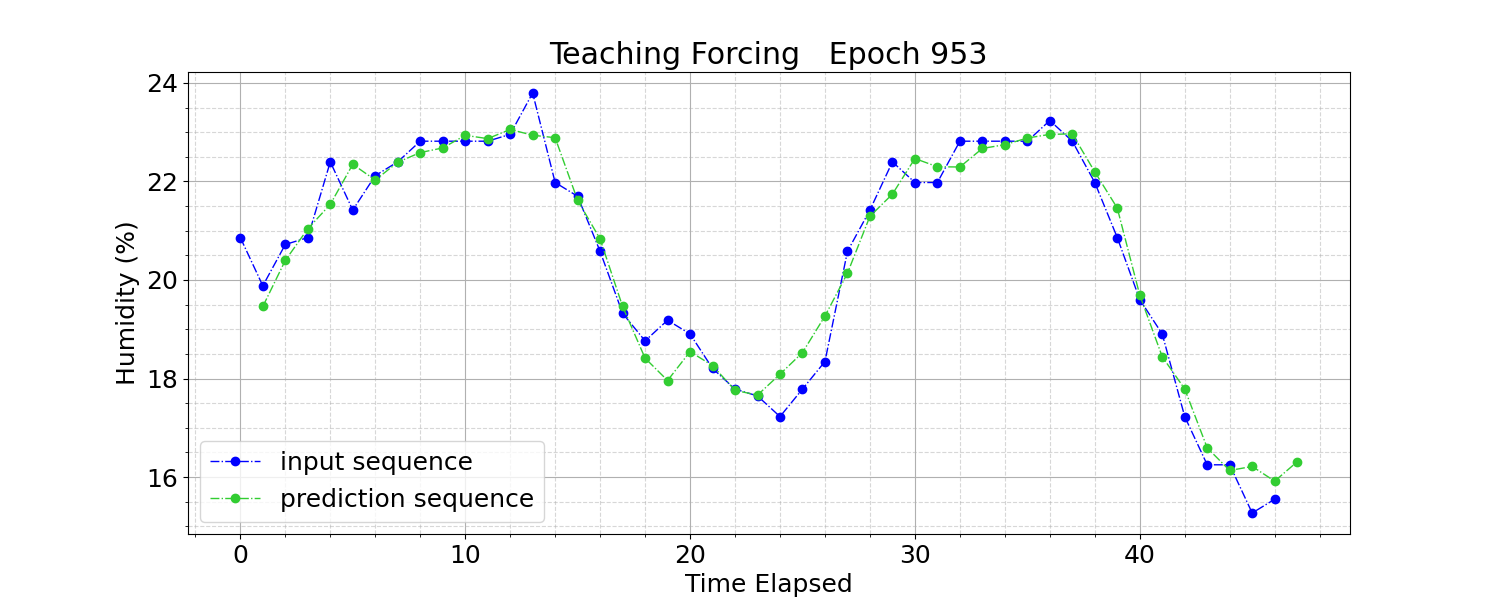 Teaching Forcing   Epoch 953
24
22
20
18
16
Humidity (%)
input sequence
prediction sequence
0 10 20 30 40
Time Elapsed